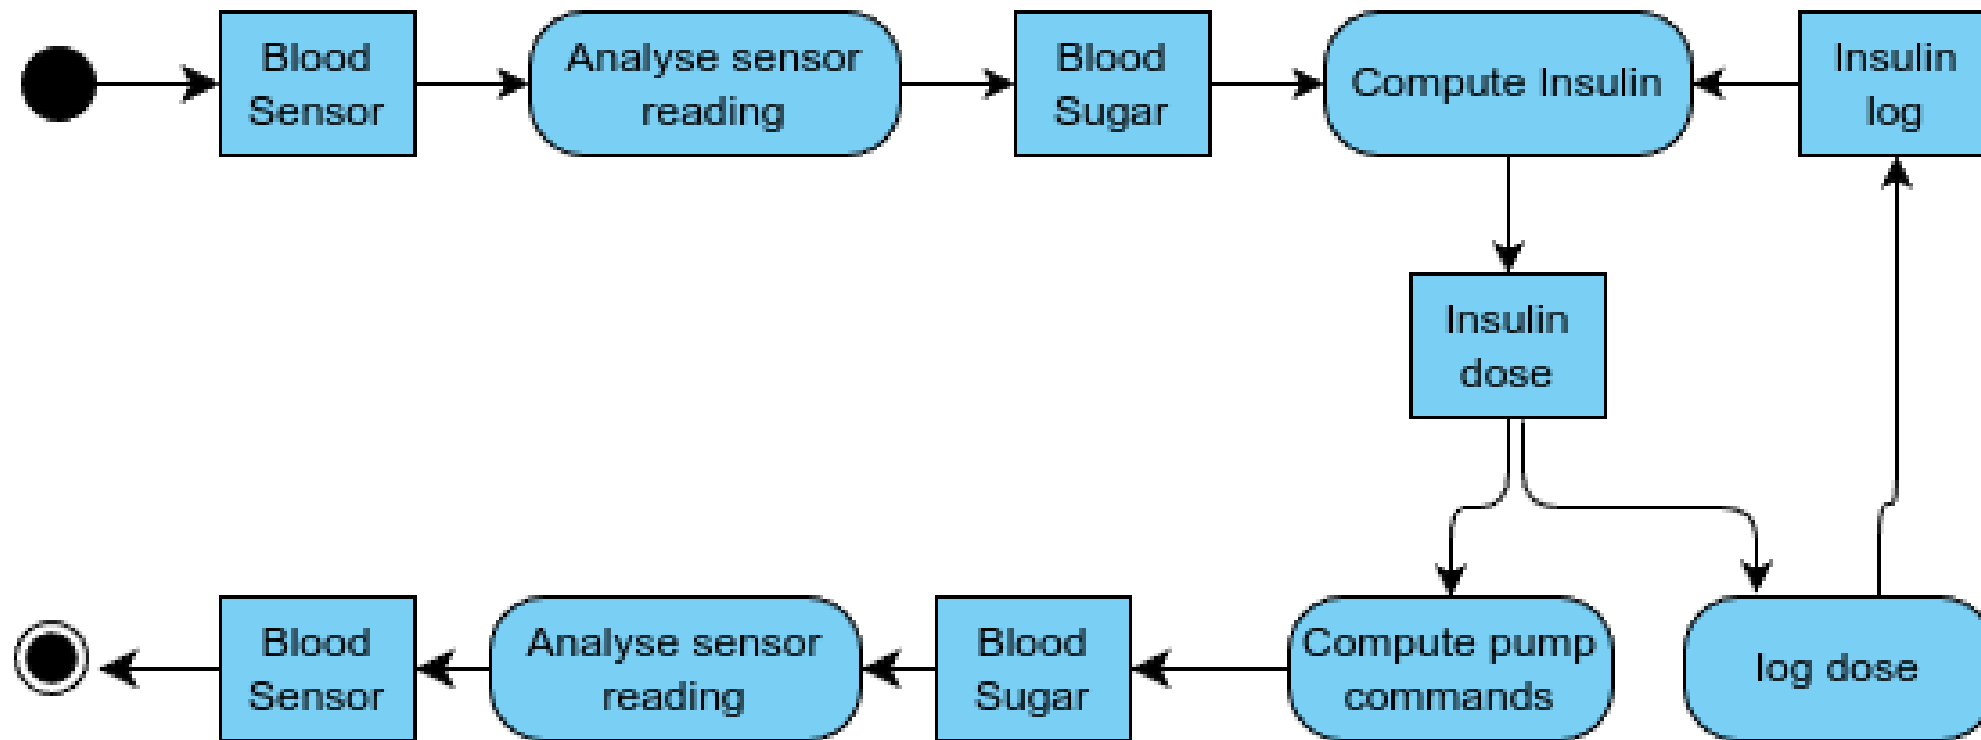 Blood
Sensor
Analyse sensor
reading
Blood
Sugar
Compute Insulin
Insulin
log
Insulin
dose
Blood
Sensor
Analyse sensor
reading
Blood
Sugar
Compute pump
commands
log dose